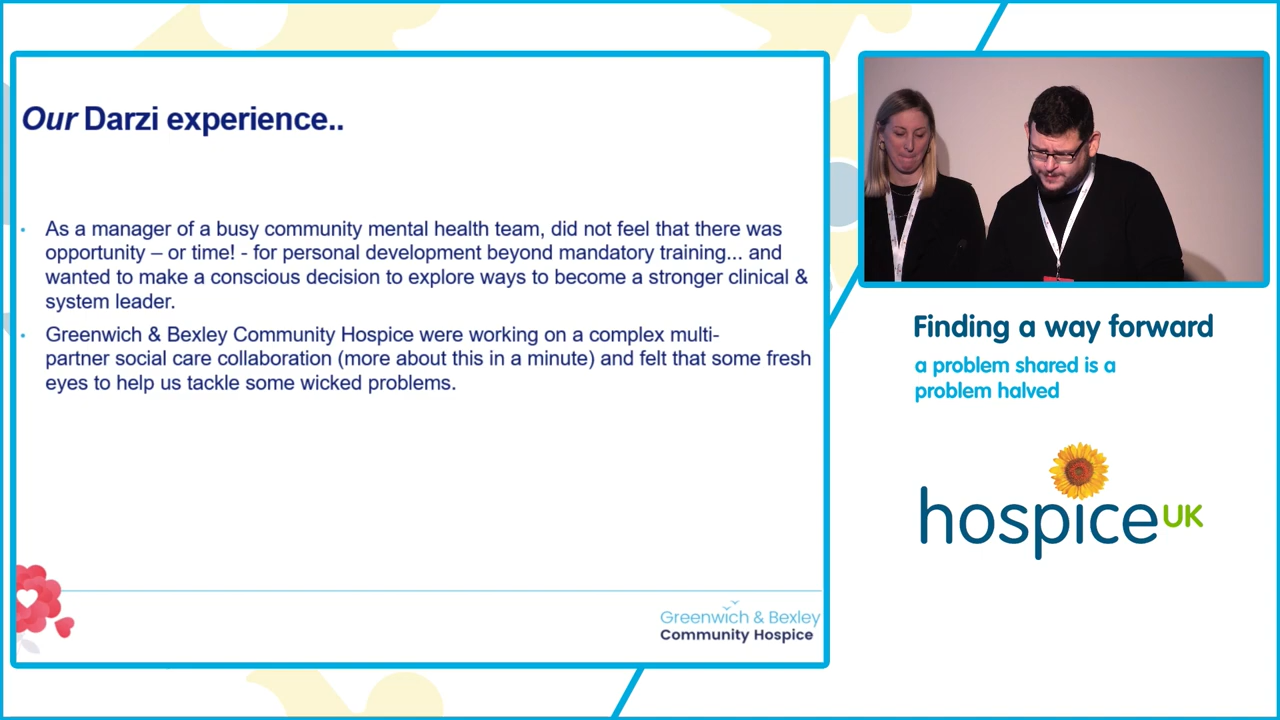 Our Darzi experience..
• As a manager of a busy community mental health team, did not feel that there was
opportunity – or time! - for personal development beyond mandatory training... and
wanted to make a conscious decision to explore ways to become a stronger clinical &
system leader.
• Greenwich & Bexley Community Hospice were working on a complex multi-
partner social care collaboration (more about this in a minute) and felt that some fresh
eyes to help us tackle some wicked problems.
Greenwich & Bexley
Community Hospice
Finding a way forward
a problem shared is a
problem halved
hospice UK